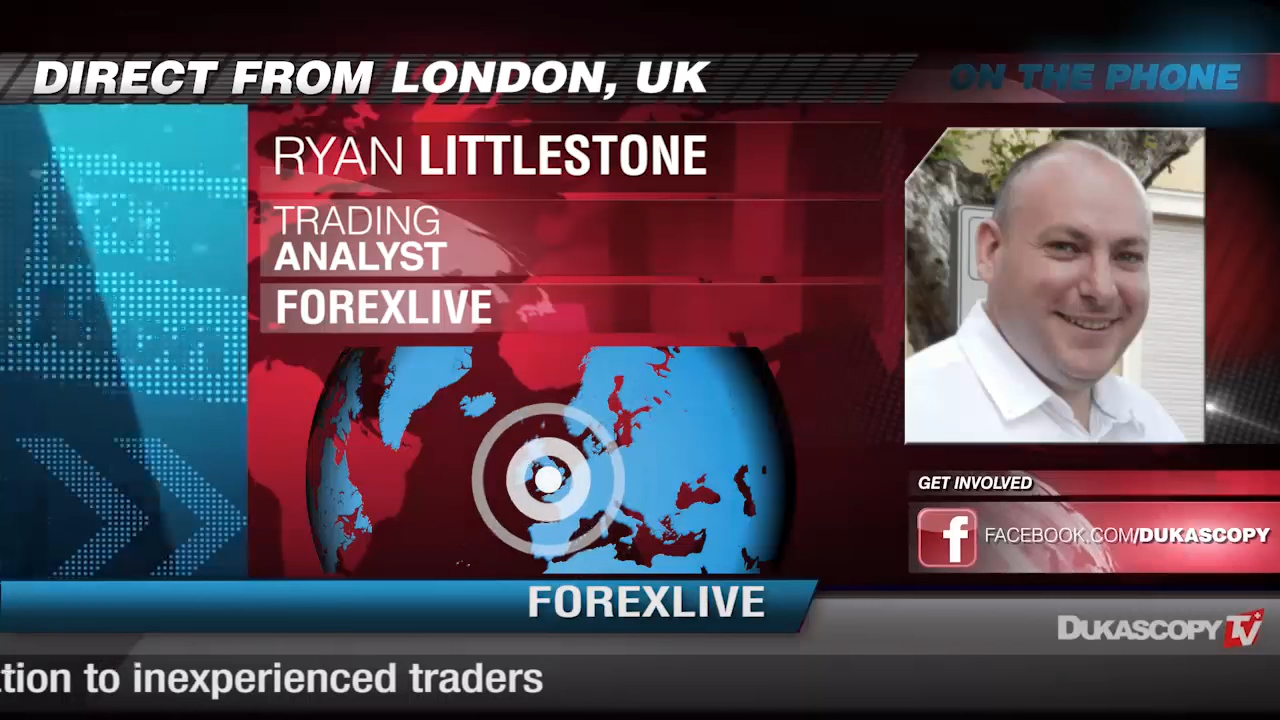 DIRECT FROM LONDON, UK
ON THE PHONE
RYAN LITTLESTONE
TRADING
ANALYST
FOREXLIVE
GET INVOLVED
f FACEBOOK.COM/DUKASCOPY
FOREXLIVE
DUKASCOPY TV
to inexperienced traders